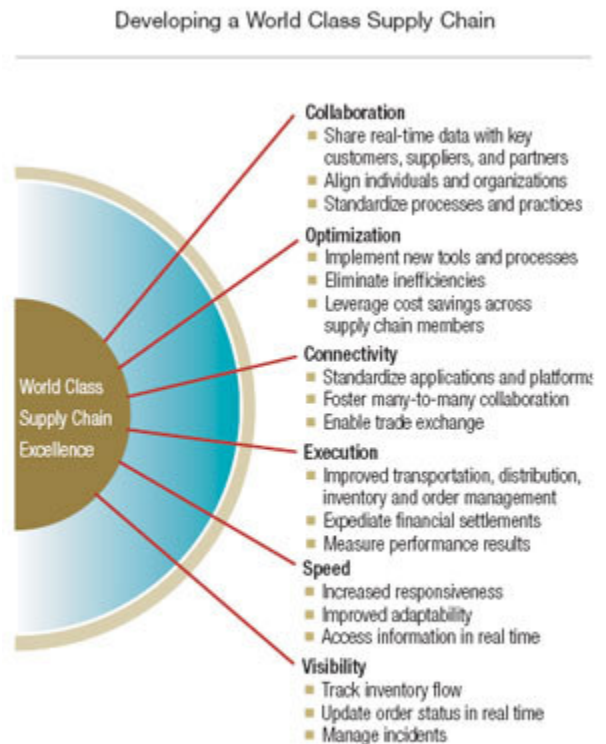 Developing a World Class Supply Chain
Collaboration
Share real-time data with key
customers, suppliers, and partners
Align individuals and organizations
Standardize processes and practices
Optimization
Implement new tools and processes
Eliminate inefficiencies
Leverage cost savings across
supply chain members
Connectivity
Standardize applications and platforms
Foster many-to-many collaboration
Enable trade exchange
World Class
Supply Chain
Excellence
Execution
Improved transportation, distribution,
inventory and order management
Expediate financial settlements
Measure performance results
Speed
Increased responsiveness
Improved adaptability
Access information in real time
Visibility
Track inventory flow
Update order status in real time
Manage incidents